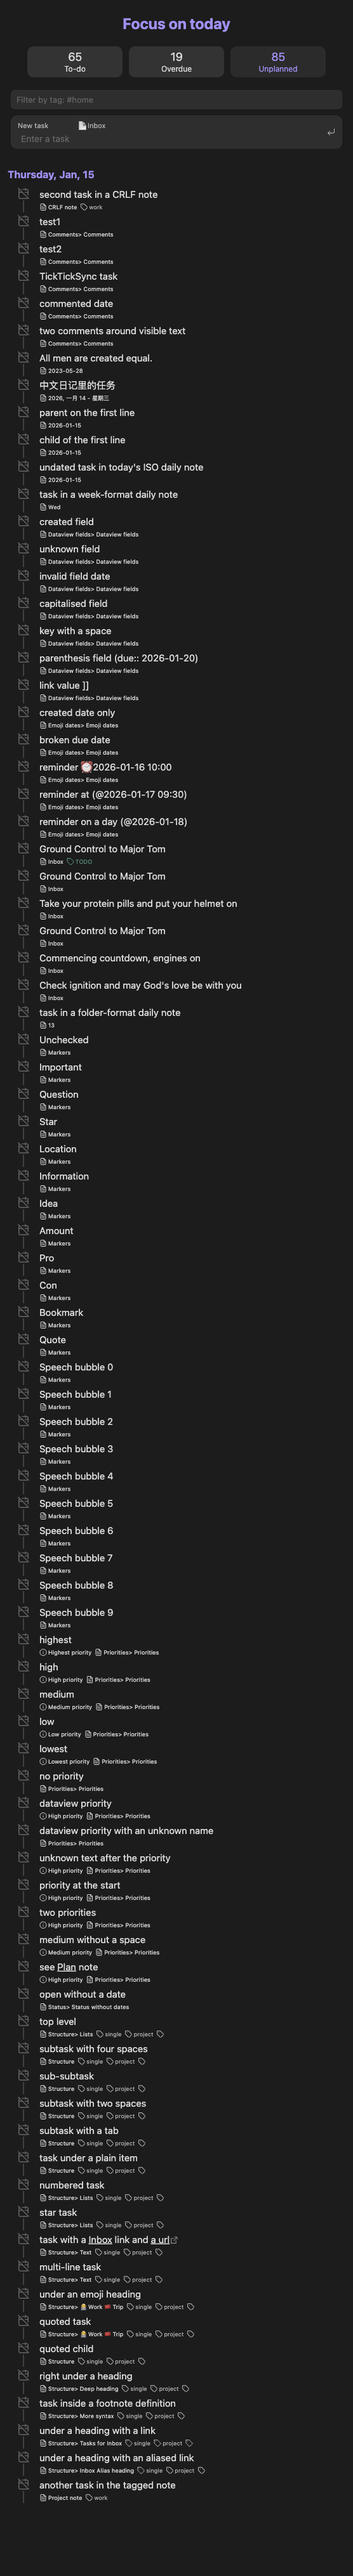 Focus on today
65
To-do
19
Overdue
85
Unplanned
Filter by tag: #home
New task
Inbox
Enter a task
Thursday, Jan, 15
second task in a CRLF note
CRLF note work
test1
Comments> Comments
test2
Comments> Comments
TickTickSync task
Comments> Comments
commented date
Comments> Comments
two comments around visible text
Comments> Comments
All men are created equal.
2023-05-28
中文日记里的任务
2026, 一月 14 - 星期三
parent on the first line
2026-01-15
child of the first line
2026-01-15
undated task in today's ISO daily note
2026-01-15
task in a week-format daily note
Wed
created field
Dataview fields> Dataview fields
unknown field
Dataview fields> Dataview fields
invalid field date
Dataview fields> Dataview fields
capitalised field
Dataview fields> Dataview fields
key with a space
Dataview fields> Dataview fields
parenthesis field (due:: 2026-01-20)
Dataview fields> Dataview fields
link value ]]
Dataview fields> Dataview fields
created date only
Emoji dates> Emoji dates
broken due date
Emoji dates> Emoji dates
reminder ⏰2026-01-16 10:00
Emoji dates> Emoji dates
reminder at (@2026-01-17 09:30)
Emoji dates> Emoji dates
reminder on a day (@2026-01-18)
Emoji dates> Emoji dates
Ground Control to Major Tom
Inbox TODO
Ground Control to Major Tom
Inbox
Take your protein pills and put your helmet on
Inbox
Ground Control to Major Tom
Inbox
Commencing countdown, engines on
Inbox
Check ignition and may God's love be with you
Inbox
task in a folder-format daily note
13
Unchecked
Markers
Important
Markers
Question
Markers
Star
Markers
Location
Markers
Information
Markers
Idea
Markers
Amount
Markers
Pro
Markers
Con
Markers
Bookmark
Markers
Quote
Markers
Speech bubble 0
Markers
Speech bubble 1
Markers
Speech bubble 2
Markers
Speech bubble 3
Markers
Speech bubble 4
Markers
Speech bubble 5
Markers
Speech bubble 6
Markers
Speech bubble 7
Markers
Speech bubble 8
Markers
Speech bubble 9
Markers
highest
Highest priority Priorities> Priorities
high
High priority Priorities> Priorities
medium
Medium priority Priorities> Priorities
low
Low priority Priorities> Priorities
lowest
Lowest priority Priorities> Priorities
no priority
Priorities> Priorities
dataview priority
High priority Priorities> Priorities
dataview priority with an unknown name
Priorities> Priorities
unknown text after the priority
High priority Priorities> Priorities
priority at the start
High priority Priorities> Priorities
two priorities
High priority Priorities> Priorities
medium without a space
Medium priority Priorities> Priorities
see Plan note
High priority Priorities> Priorities
open without a date
Status> Status without dates
top level
Structure> Lists single project
subtask with four spaces
Structure single project
sub-subtask
Structure single project
subtask with two spaces
Structure single project
subtask with a tab
Structure single project
task under a plain item
Structure single project
numbered task
Structure> Lists single project
star task
Structure> Lists single project
task with a Inbox link and a url
Structure> Text single project
multi-line task
Structure> Text single project
under an emoji heading
Structure> Work Trip single project
quoted task
Structure> Work Trip single project
quoted child
Structure single project
right under a heading
Structure> Deep heading single project
task inside a footnote definition
Structure> More syntax single project
under a heading with a link
Structure> Tasks for Inbox single project
under a heading with an aliased link
Structure> Inbox Alias heading single project
another task in the tagged note
Project note work